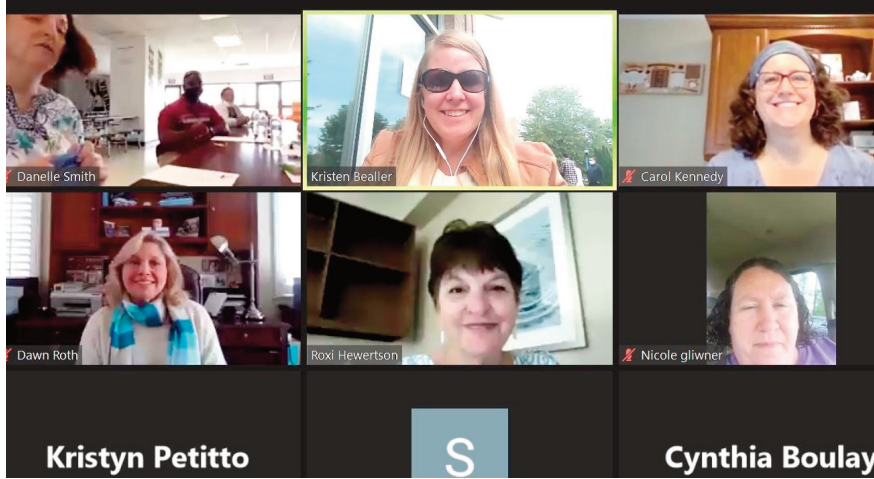 Danelle Smith
Kristen Bealler
Carol Kennedy
Dawn Roth
Roxi Hewertson
Nicole gliwner
Kristyn Petitto
S
Cynthia Boulay